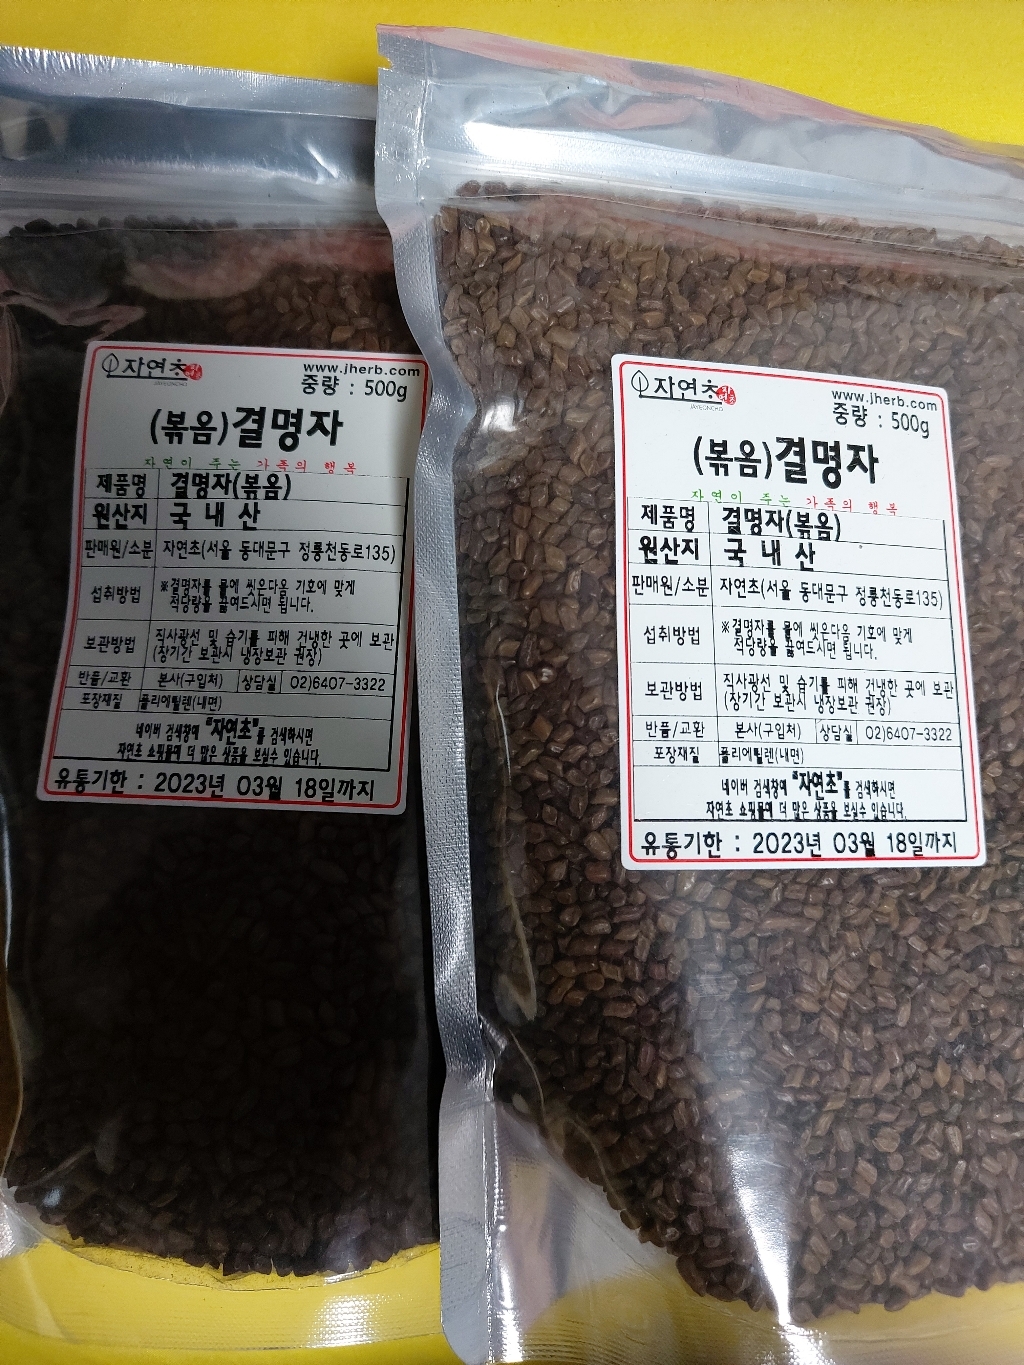 자연초
JAYEONCHO
www.jherb.com
중량 : 500g
(볶음)결명자
자연이 주는 가족의 행복
제품명 결명자(볶음)
원산지 국 내 산
판매원/소분 자연초(서울 동대문구 정릉천동로135)
섭취방법 ※결명자를 물에 씻은다음 기호에 맞게
적당량을 끓여드시면 됩니다.
보관방법 직사광선 및 습기를 피해 건냉한 곳에 보관
(장기간 보관시 냉장보관 권장)
반품/교환 본사(구입처) 상담실 02)6407-3322
포장재질 폴리에틸렌(내면)
네이버 검색창에 "자연초"를 검색하시면
자연초 쇼핑몰에 더 많은 상품을 보실수 있습니다.
유통기한 : 2023년 03월 18일까지
자연초
JAYEONCHO
www.jherb.com
중량 : 500g
(볶음)결명자
자연이 주는 가족의 행복
제품명 결명자(볶음)
원산지 국 내 산
판매원/소분 자연초(서울 동대문구 정릉천동로135)
섭취방법 ※결명자를 물에 씻은다음 기호에 맞게
적당량을 끓여드시면 됩니다.
보관방법 직사광선 및 습기를 피해 건냉한 곳에 보관
(장기간 보관시 냉장보관 권장)
반품/교환 본사(구입처) 상담실 02)6407-3322
포장재질 폴리에틸렌(내면)
네이버 검색창에 "자연초"를 검색하시면
자연초 쇼핑몰에 더 많은 상품을 보실수 있습니다.
유통기한 : 2023년 03월 18일까지